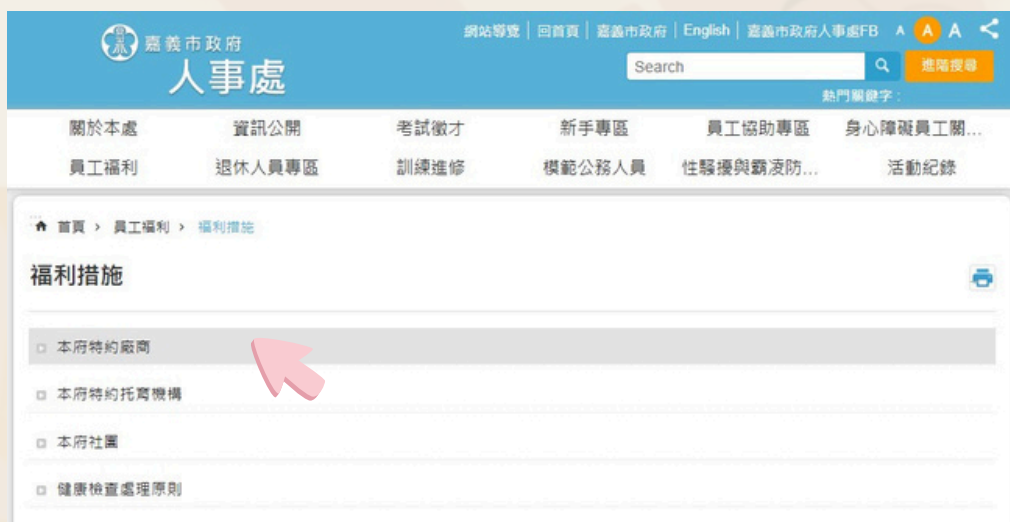 網站導覽 | 回首頁 | 嘉義市政府 | English | 嘉義市政府人事處FB A A A
嘉義市政府
人事處
Search
進階搜尋
熱門關鍵字：
關於本處 資訊公開 考試徵才 新手專區 員工協助專區 身心障礙員工關...
員工福利 退休人員專區 訓練進修 模範公務人員 性騷擾與霸凌防... 活動紀錄
首頁 › 員工福利 › 福利措施
福利措施
本府特約廠商
本府特約托育機構
本府社團
健康檢查處理原則